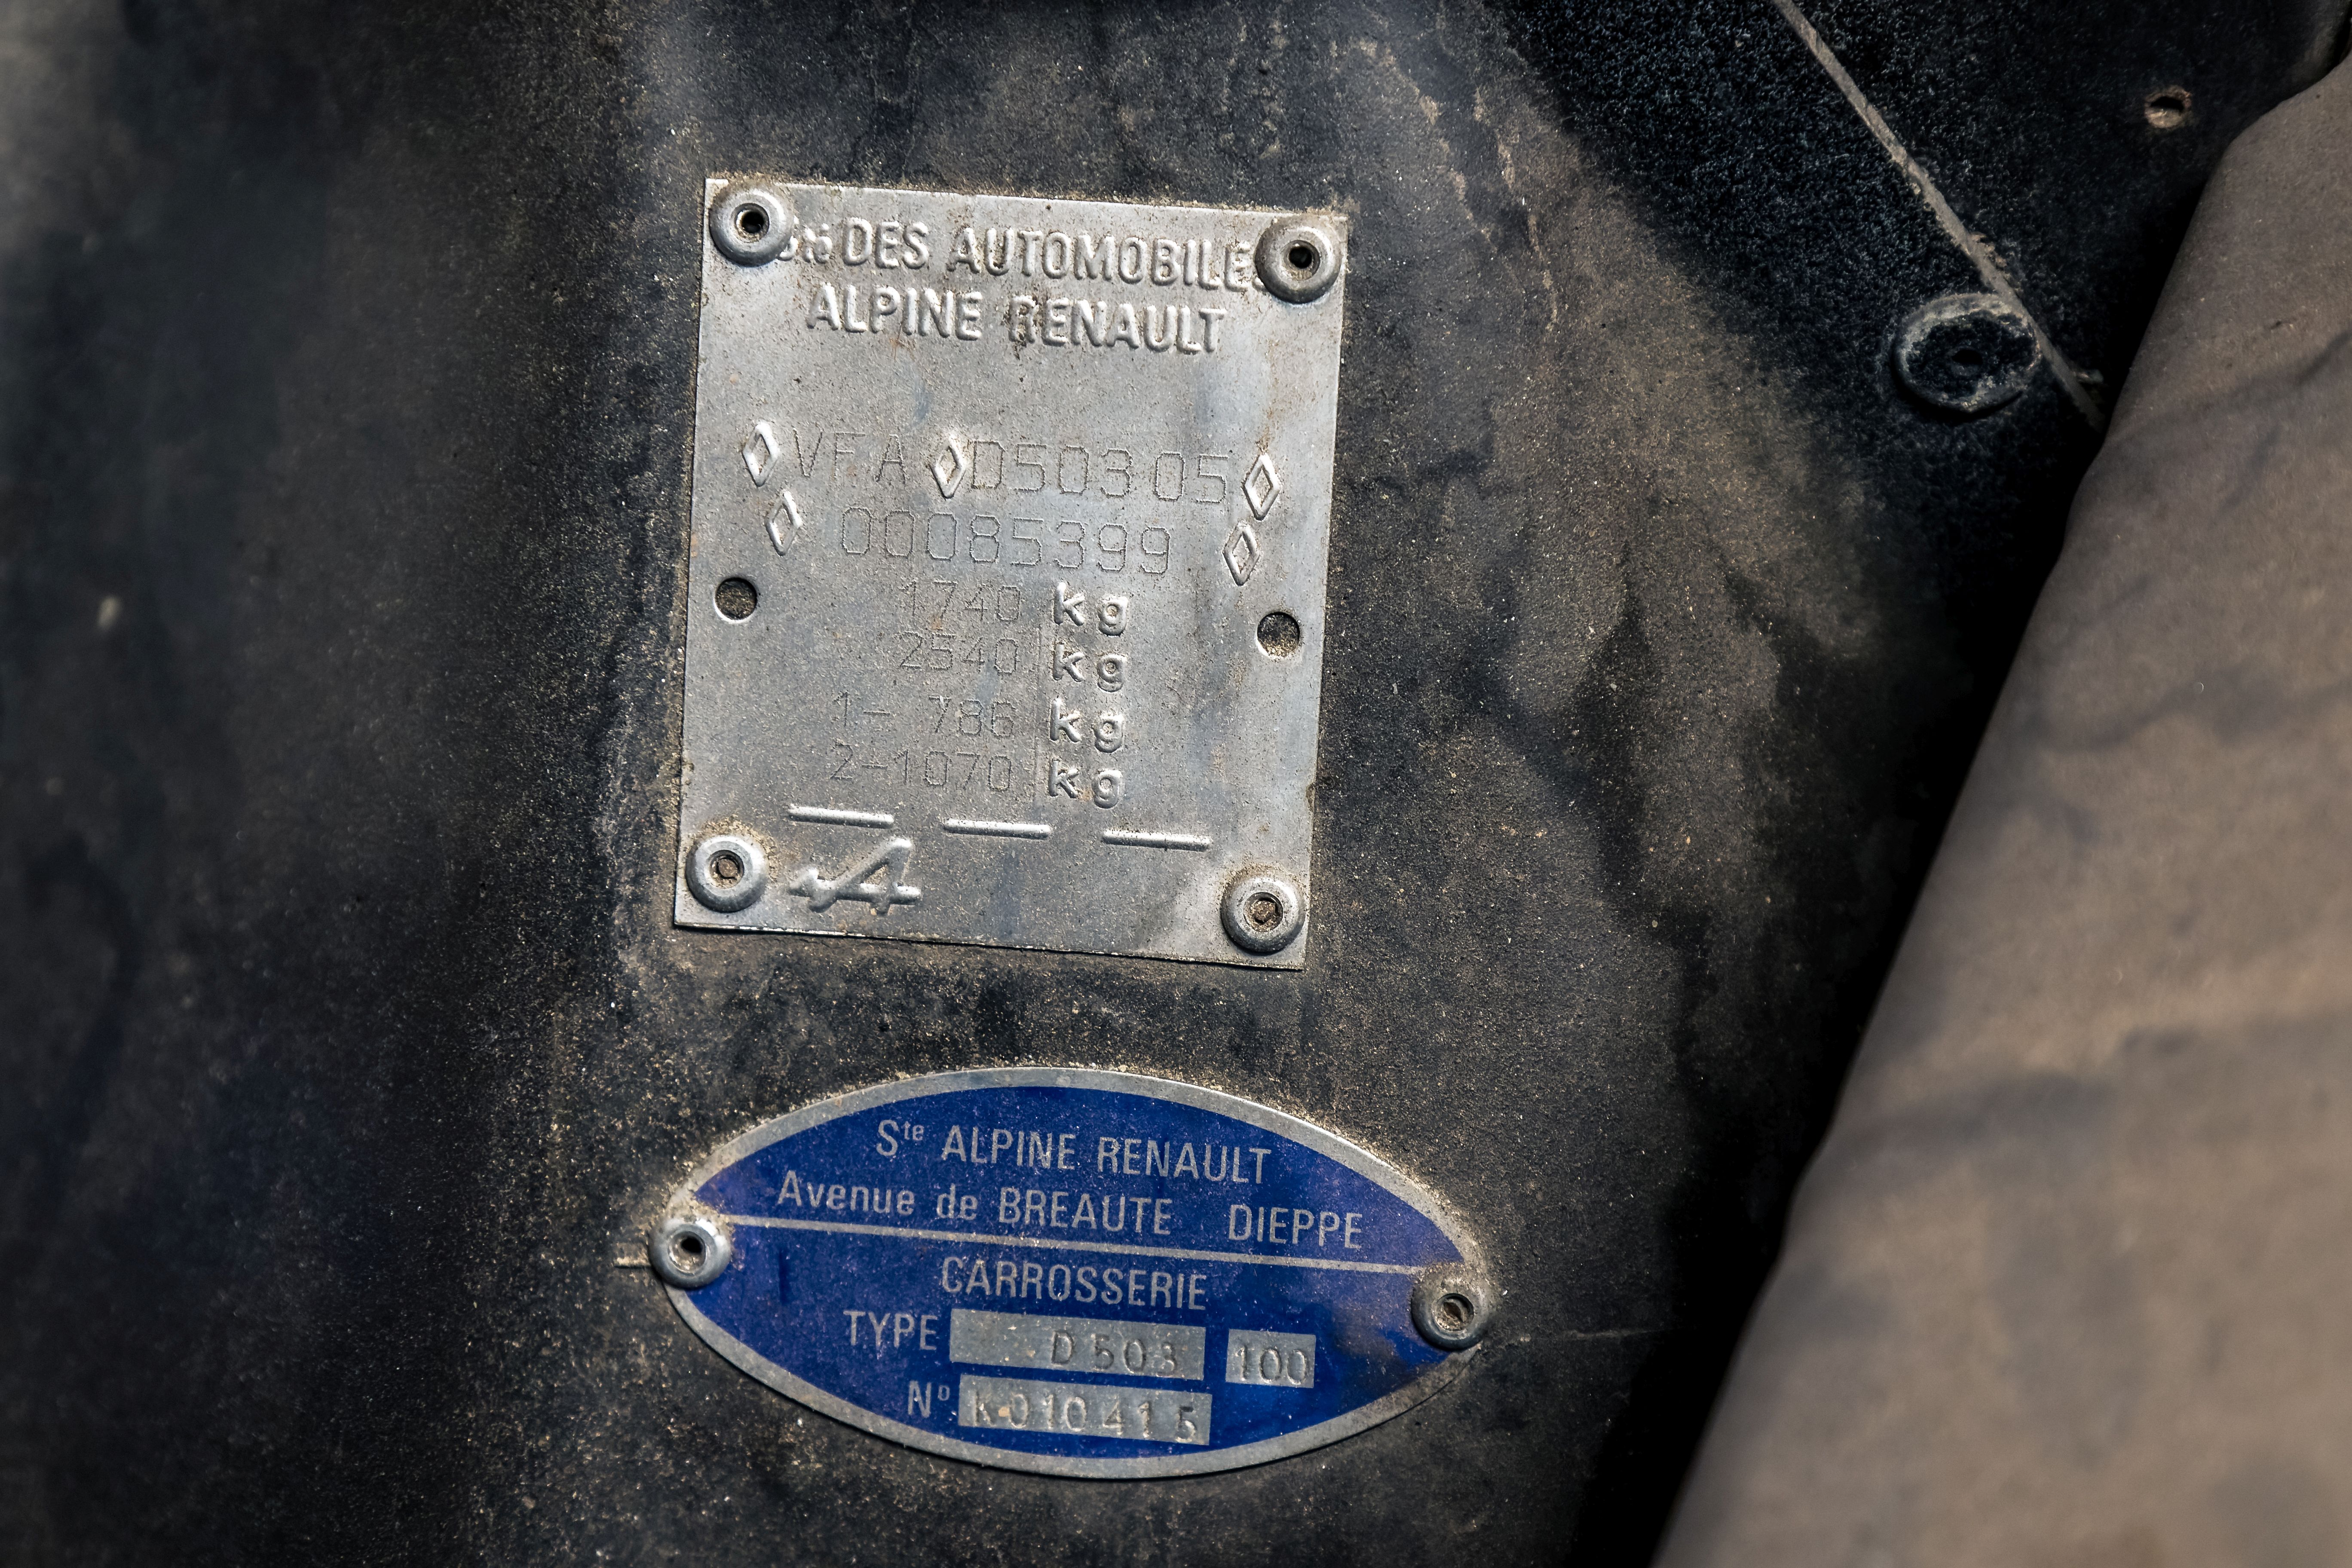 DES AUTOMOBILES
ALPINE RENAULT
VFA D50305
00085399
1740 kg
2540 kg
1- 786 kg
2-1070 kg
A
Ste ALPINE RENAULT
Avenue de BREAUTE DIEPPE
CARROSSERIE
TYPE D503 100
No K010415